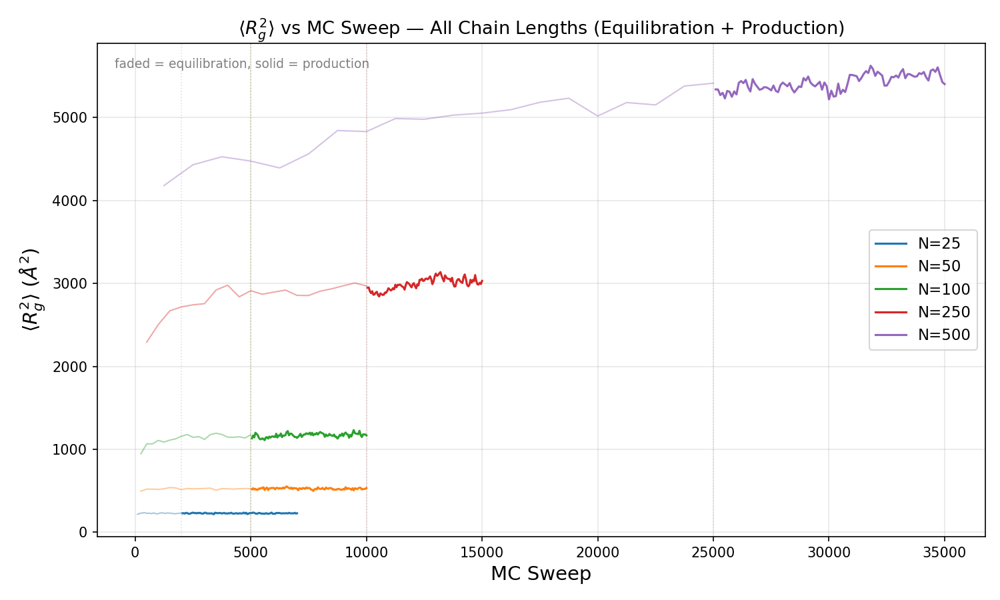 ⟨R_g^2⟩ vs MC Sweep — All Chain Lengths (Equilibration + Production)
faded = equilibration, solid = production
⟨R_g^2⟩ (Å^2)
5000
4000
3000
2000
1000
0
N=25
N=50
N=100
N=250
N=500
0 5000 10000 15000 20000 25000 30000 35000
MC Sweep